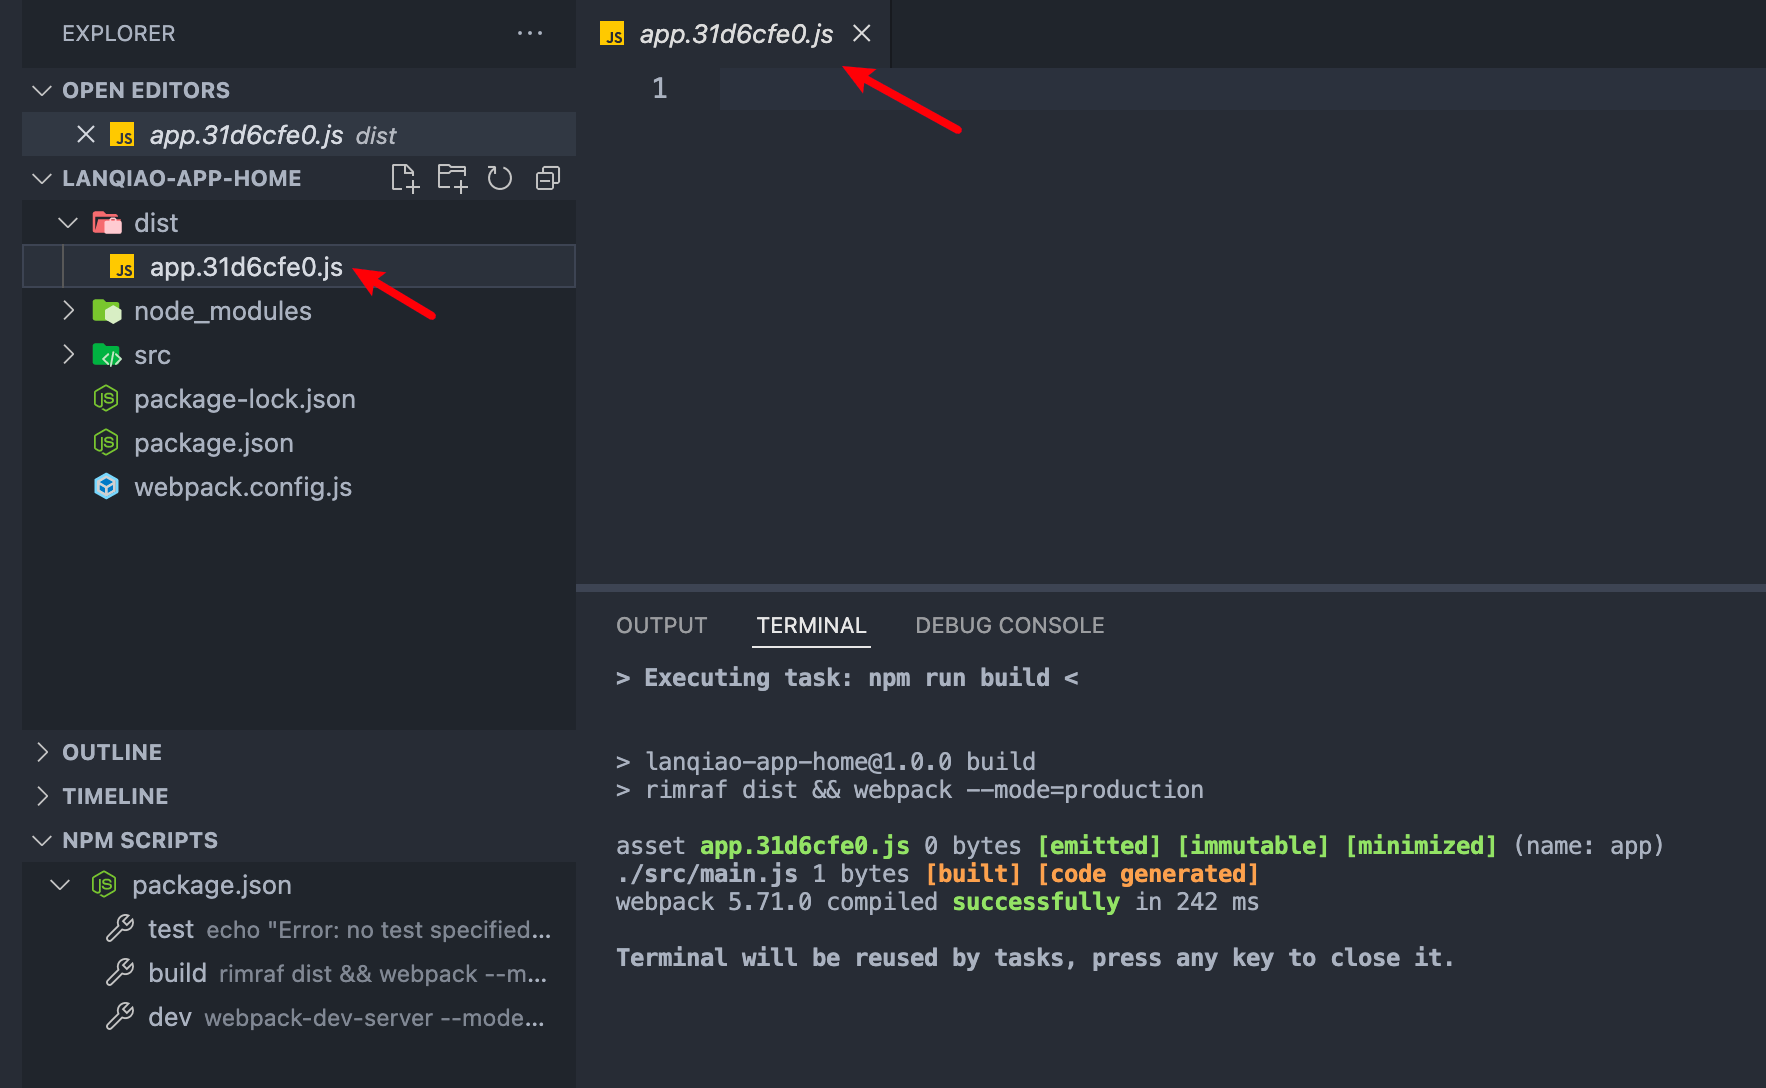 EXPLORER
OPEN EDITORS
JS app.31d6cfe0.js dist
LANQIAO-APP-HOME
dist
JS app.31d6cfe0.js
node_modules
src
JS package-lock.json
JS package.json
webpack.config.js
OUTLINE
TIMELINE
NPM SCRIPTS
JS package.json
test echo "Error: no test specified...
build rimraf dist && webpack --m...
dev webpack-dev-server --mode...
JS app.31d6cfe0.js
1
OUTPUT TERMINAL DEBUG CONSOLE
> Executing task: npm run build <
> lanqiao-app-home@1.0.0 build
> rimraf dist && webpack --mode=production
asset app.31d6cfe0.js 0 bytes [emitted] [immutable] [minimized] (name: app)
./src/main.js 1 bytes [built] [code generated]
webpack 5.71.0 compiled successfully in 242 ms
Terminal will be reused by tasks, press any key to close it.